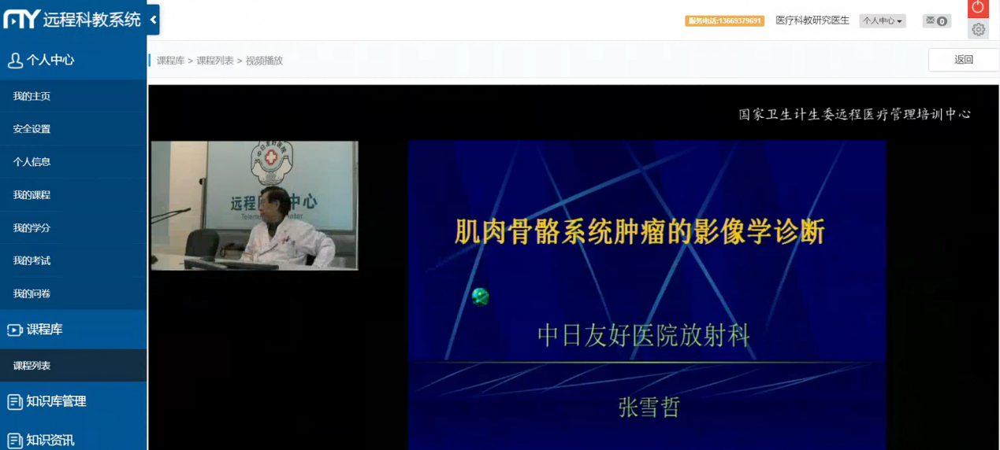 远程科教系统
服务电话:13669379691
医疗科教研究医生
个人中心
0
个人中心
课程库 > 课程列表 > 视频播放
返回
我的主页
安全设置
个人信息
我的课程
我的学分
我的考试
我的问卷
课程库
课程列表
知识库管理
知识资讯
国家卫生计生委远程医疗管理培训中心
中日友好医院
远程
中心
肌肉骨骼系统肿瘤的影像学诊断
中日友好医院放射科
张雪哲